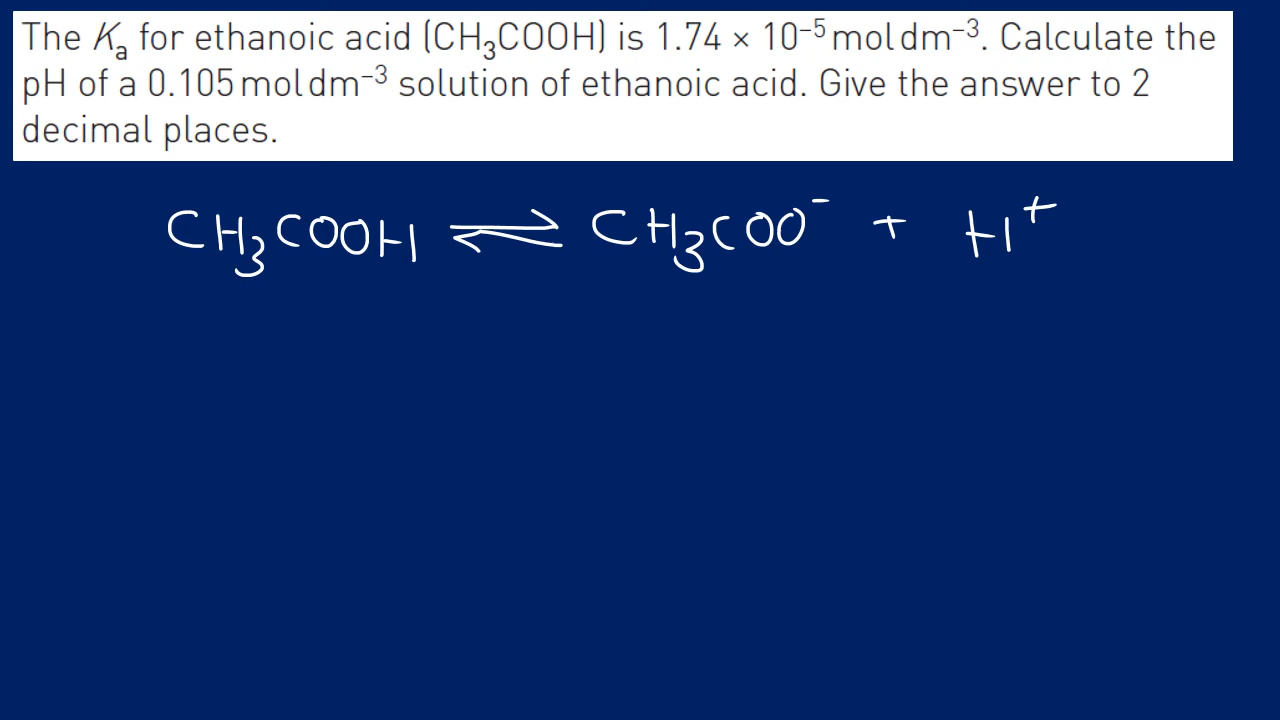 The Kₐ for ethanoic acid (CH₃COOH) is 1.74 × 10⁻⁵ mol dm⁻³. Calculate the
pH of a 0.105 mol dm⁻³ solution of ethanoic acid. Give the answer to 2
decimal places.
CH₃COOH ⇌ CH₃COO⁻ + H⁺